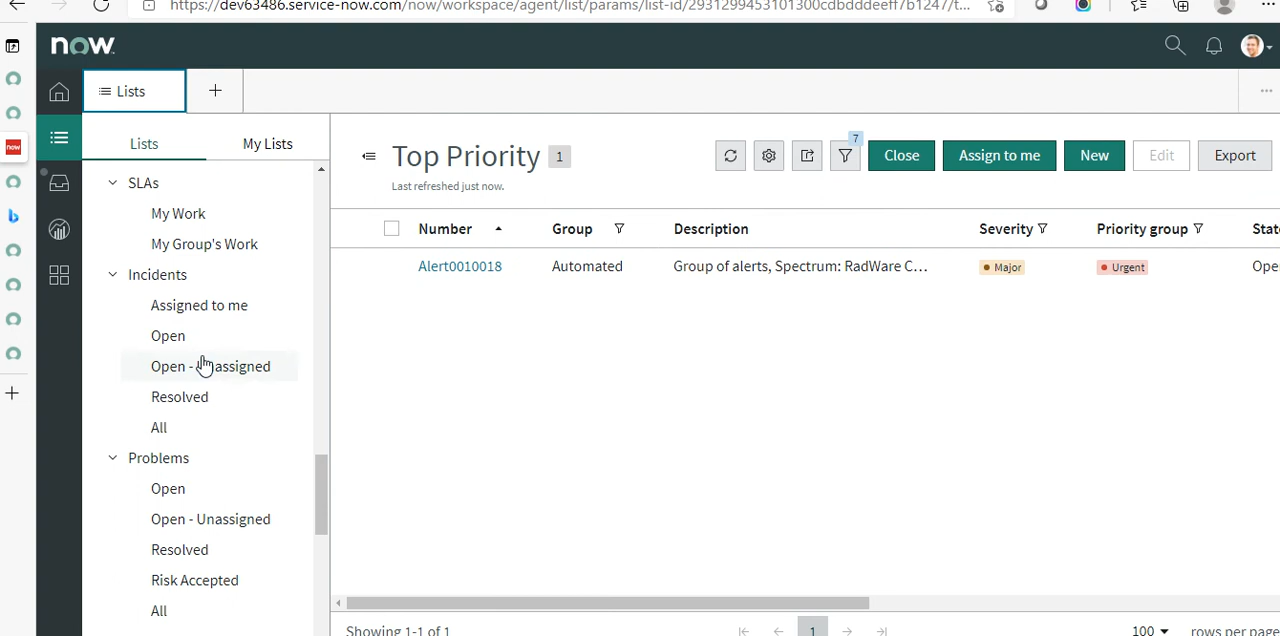 https://dev63486.service-now.com/now/workspace/agent/list/params/list-id/2931299453101300cdbdddeeff7b1247/t...
now.
Lists
Lists
My Lists
SLAs
My Work
My Group's Work
Incidents
Assigned to me
Open
Open - assigned
Resolved
All
Problems
Open
Open - Unassigned
Resolved
Risk Accepted
All
Top Priority 1
Last refreshed just now.
7
Close
Assign to me
New
Edit
Export
Number
Group
Description
Severity
Priority group
State
Alert0010018
Automated
Group of alerts, Spectrum: RadWare C...
Major
Urgent
Ope
Showing 1-1 of 1
1
100
rows per page
now